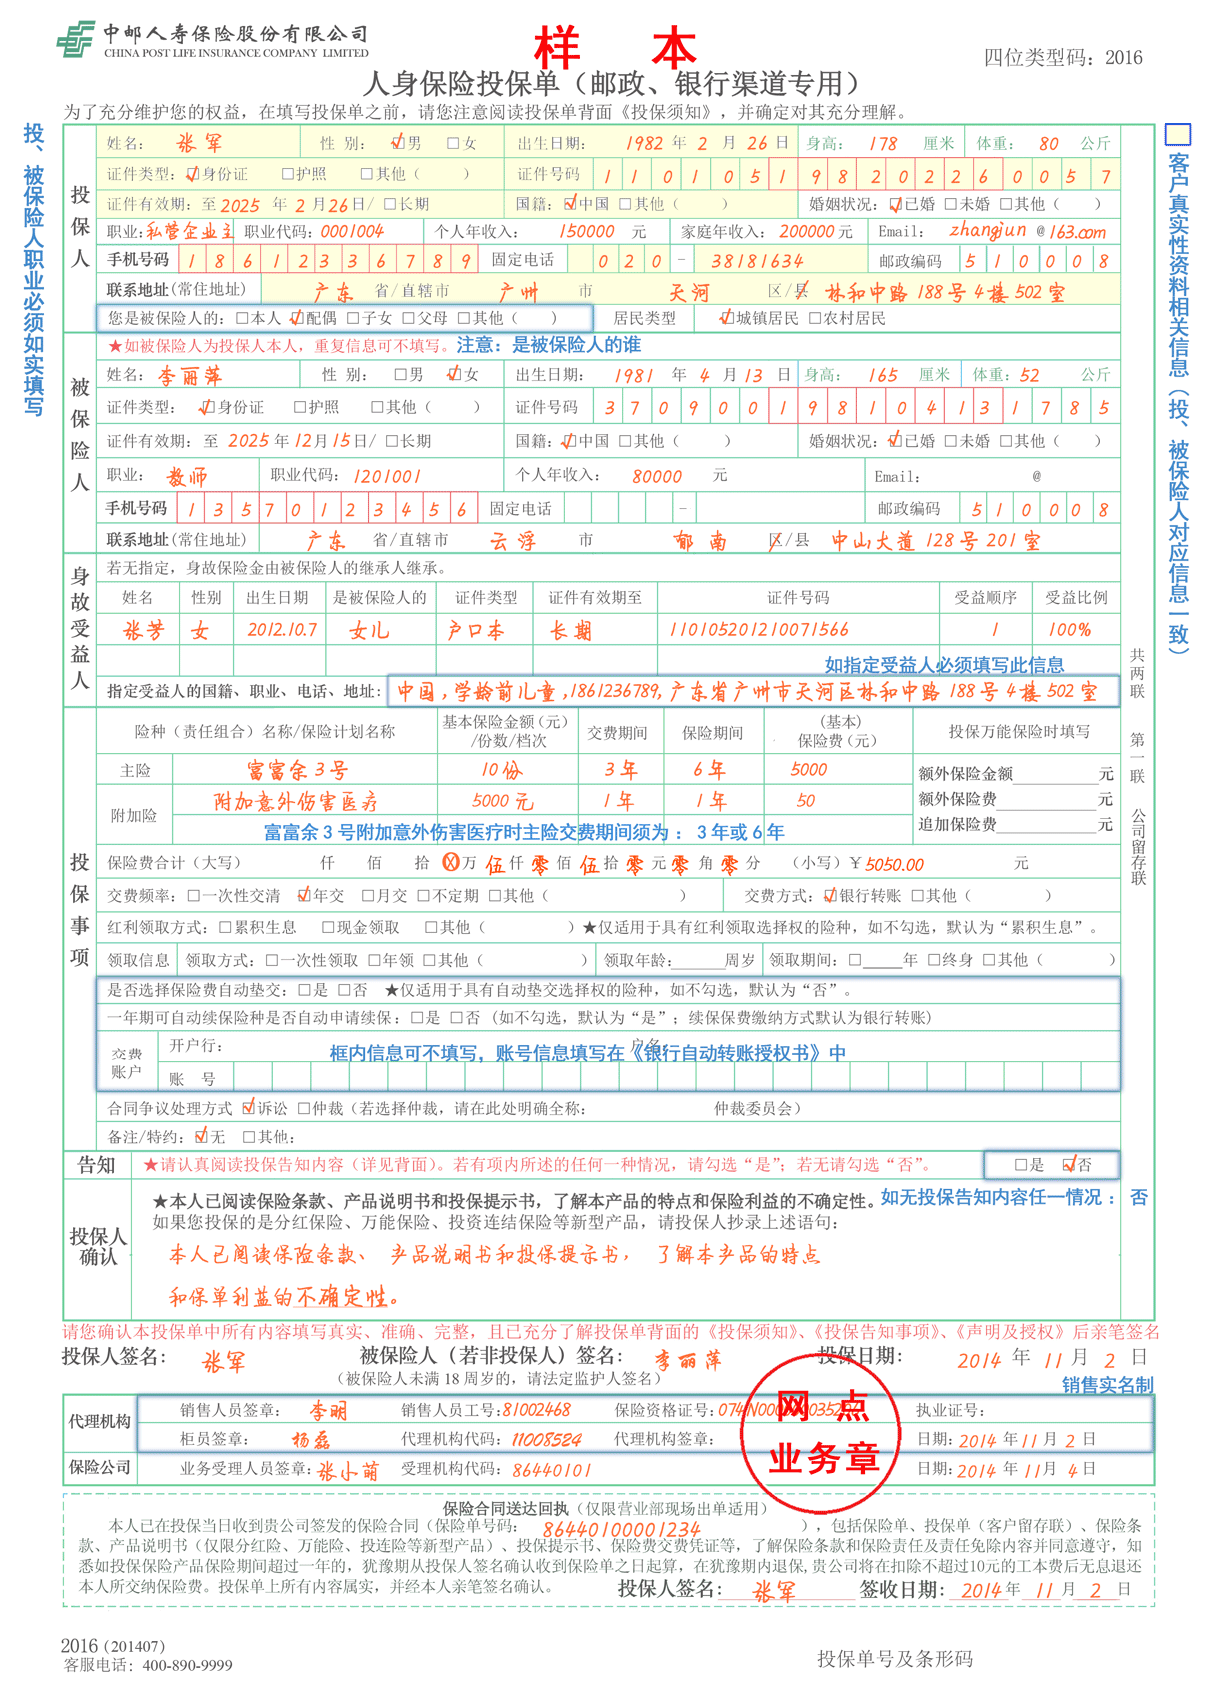 中邮人寿保险股份有限公司
CHINA POST LIFE INSURANCE COMPANY LIMITED
样 本
四位类型码：2016
人身保险投保单（邮政、银行渠道专用）
为了充分维护您的权益，在填写投保单之前，请您注意阅读投保单背面《投保须知》，并确定对其充分理解。
投、被保险人职业必须如实填写
客户真实性资料相关信息（投、被保险人对应信息一致）
投保人
姓名： 张军 性 别： ☑男 □女 出生日期： 1982 年 2 月 26 日 身高： 178 厘米 体重： 80 公斤
证件类型：☑身份证 □护照 □其他（ ） 证件号码 1 1 0 1 0 5 1 9 8 2 0 2 2 6 0 0 5 7
证件有效期：至 2025 年 2 月 26 日/ □长期 国籍：☑中国 □其他（ ） 婚姻状况：☑已婚 □未婚 □其他（ ）
职业：私营企业主 职业代码：0001004 个人年收入： 150000 元 家庭年收入：200000 元 Email： zhangjun @ 163.com
手机号码 1 8 6 1 2 3 3 6 7 8 9 固定电话 0 2 0 - 38181634 邮政编码 5 1 0 0 0 8
联系地址(常住地址) 广东 省/直辖市 广州 市 天河 区/县 林和中路 188 号 4 楼 502 室
您是被保险人的：□本人 ☑配偶 □子女 □父母 □其他（ ） 居民类型 ☑城镇居民 □农村居民
被保险人
★如被保险人为投保人本人，重复信息可不填写。注意：是被保险人的谁
姓名： 李丽萍 性 别： □男 ☑女 出生日期： 1981 年 4 月 13 日 身高： 165 厘米 体重：52 公斤
证件类型： ☑身份证 □护照 □其他（ ） 证件号码 3 7 0 9 0 0 1 9 8 1 0 4 1 3 1 7 8 5
证件有效期：至 2025 年 12 月 15 日/ □长期 国籍：☑中国 □其他（ ） 婚姻状况：☑已婚 □未婚 □其他（ ）
职业： 教师 职业代码：1201001 个人年收入： 80000 元 Email： @
手机号码 1 3 5 7 0 1 2 3 4 5 6 固定电话 - 邮政编码 5 1 0 0 0 8
联系地址(常住地址) 广东 省/直辖市 云浮 市 郁南 区/县 中山大道 128 号 201 室
身故受益人
若无指定，身故保险金由被保险人的继承人继承。
姓名 性别 出生日期 是被保险人的 证件类型 证件有效期至 证件号码 受益顺序 受益比例
张芳 女 2012.10.7 女儿 户口本 长期 110105201210071566 1 100%
如指定受益人必须填写此信息
指定受益人的国籍、职业、电话、地址：中国，学龄前儿童，1861236789，广东省广州市天河区林和中路 188 号 4 楼 502 室
共两联 第一联 公司留存联
投保事项
险种（责任组合）名称/保险计划名称 基本保险金额（元）/份数/档次 交费期间 保险期间 （基本）保险费（元） 投保万能保险时填写
主险 富富余 3 号 10 份 3 年 6 年 5000 额外保险金额 元
附加险 附加意外伤害医疗 5000 元 1 年 1 年 50 额外保险费 元
富富余 3 号附加意外伤害医疗时主险交费期间须为：3 年或 6 年 追加保险费 元
保险费合计（大写） 仟 佰 拾 ⊗万 伍仟 零佰 伍拾 零元 零角 零分 （小写）¥ 5050.00 元
交费频率：□一次性交清 ☑年交 □月交 □不定期 □其他（ ） 交费方式：☑银行转账 □其他（ ）
红利领取方式：□累积生息 □现金领取 □其他（ ）★仅适用于具有红利领取选择权的险种，如不勾选，默认为“累积生息”。
领取信息 领取方式：□一次性领取 □年领 □其他（ ） 领取年龄： 周岁 领取期间：□ 年 □终身 □其他（ ）
是否选择保险费自动垫交：□是 □否 ★仅适用于具有自动垫交选择权的险种，如不勾选，默认为“否”。
一年期可自动续保险种是否自动申请续保：□是 □否（如不勾选，默认为“是”；续保保费缴纳方式默认为银行转账）
交费账户 开户行： 户名：
框内信息可不填写，账号信息填写在《银行自动转账授权书》中
账 号
合同争议处理方式 ☑诉讼 □仲裁（若选择仲裁，请在此处明确全称： 仲裁委员会）
备注/特约：☑无 □其他：
告知 ★请认真阅读投保告知内容（详见背面）。若有项内所述的任何一种情况，请勾选“是”；若无请勾选“否”。 □是 ☑否
投保人确认
★本人已阅读保险条款、产品说明书和投保提示书，了解本产品的特点和保险利益的不确定性。如无投保告知内容任一情况：否
如果您投保的是分红保险、万能保险、投资连结保险等新型产品，请投保人抄录上述语句：
本人已阅读保险条款、产品说明书和投保提示书，了解本产品的特点
和保单利益的不确定性。
请您确认本投保单中所有内容填写真实、准确、完整，且已充分了解投保单背面的《投保须知》、《投保告知事项》、《声明及授权》后亲笔签名
投保人签名： 张军 被保险人（若非投保人）签名： 李丽萍 投保日期： 2014 年 11 月 2 日
（被保险人未满 18 周岁的，请法定监护人签名）
销售实名制
代理机构 销售人员签章： 李明 销售人员工号：81002468 保险资格证号： 执业证号：
柜员签章： 杨磊 代理机构代码：11008524 代理机构签章： 日期：2014 年 11 月 2 日
网 点
业务章
保险公司 业务受理人员签章：张小萌 受理机构代码：86440101 日期：2014 年 11月 4 日
保险合同送达回执（仅限营业部现场出单适用）
本人已在投保当日收到贵公司签发的保险合同（保险单号码： 86440100001234 ），包括保险单、投保单（客户留存联）、保险条
款、产品说明书（仅限分红险、万能险、投连险等新型产品）、投保提示书、保险费交费凭证等，了解保险条款和保险责任及责任免除内容并同意遵守，知
悉如投保保险产品保险期间超过一年的，犹豫期从投保人签名确认收到保险单之日起算，在犹豫期内退保，贵公司将在扣除不超过10元的工本费后无息退还
本人所交纳保险费。投保单上所有内容属实，并经本人亲笔签名确认。 投保人签名： 张军 签收日期：2014年 11 月 2 日
2016（201407）
客服电话：400-890-9999
投保单号及条形码